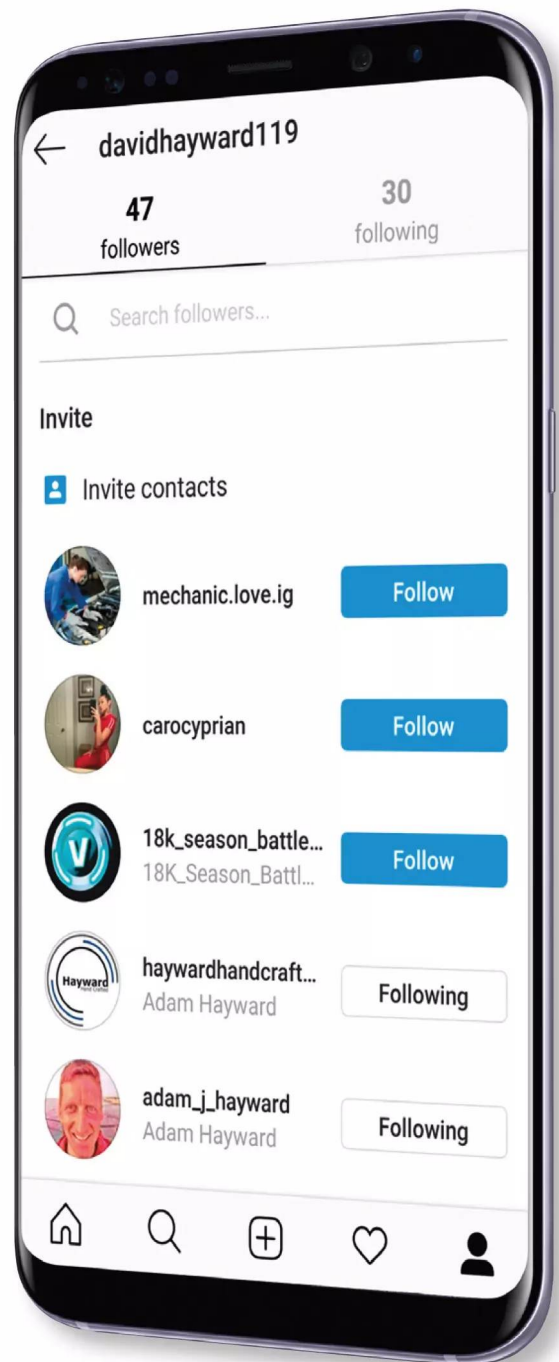 davidhayward119
47
followers
30
following
Search followers...
Invite
Invite contacts
mechanic.love.ig
Follow
carocyprian
Follow
V
18k_season_battle...
18K_Season_Battl...
Follow
Hayward
haywardhandcraft...
Adam Hayward
Following
adam_j_hayward
Adam Hayward
Following